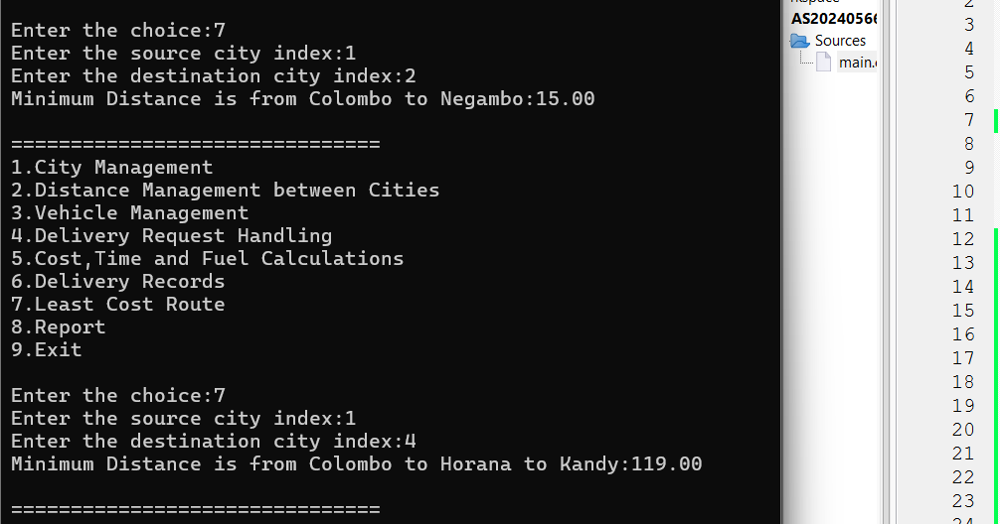 Enter the choice:7
Enter the source city index:1
Enter the destination city index:2
Minimum Distance is from Colombo to Negambo:15.00
===============================
1.City Management
2.Distance Management between Cities
3.Vehicle Management
4.Delivery Request Handling
5.Cost,Time and Fuel Calculations
6.Delivery Records
7.Least Cost Route
8.Report
9.Exit
Enter the choice:7
Enter the source city index:1
Enter the destination city index:4
Minimum Distance is from Colombo to Horana to Kandy:119.00
===============================
AS2024056
Sources
main.
2
3
4
5
6
7
8
9
10
11
12
13
14
15
16
17
18
19
20
21
22
23